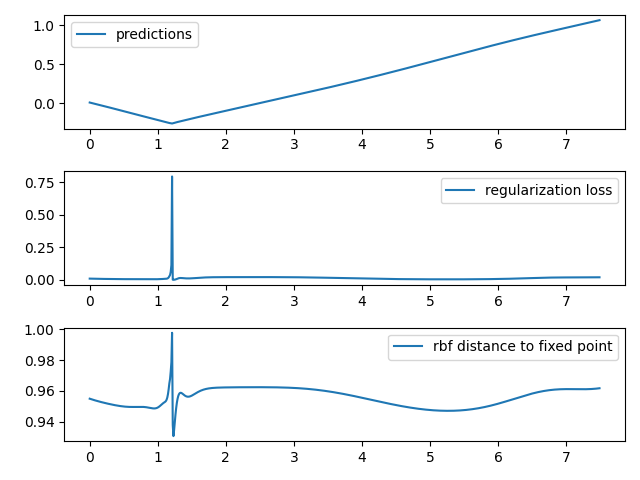 1.0
0.5
0.0
predictions
0 1 2 3 4 5 6 7
0.75
0.50
0.25
0.00
regularization loss
0 1 2 3 4 5 6 7
1.00
0.98
0.96
0.94
rbf distance to fixed point
0 1 2 3 4 5 6 7